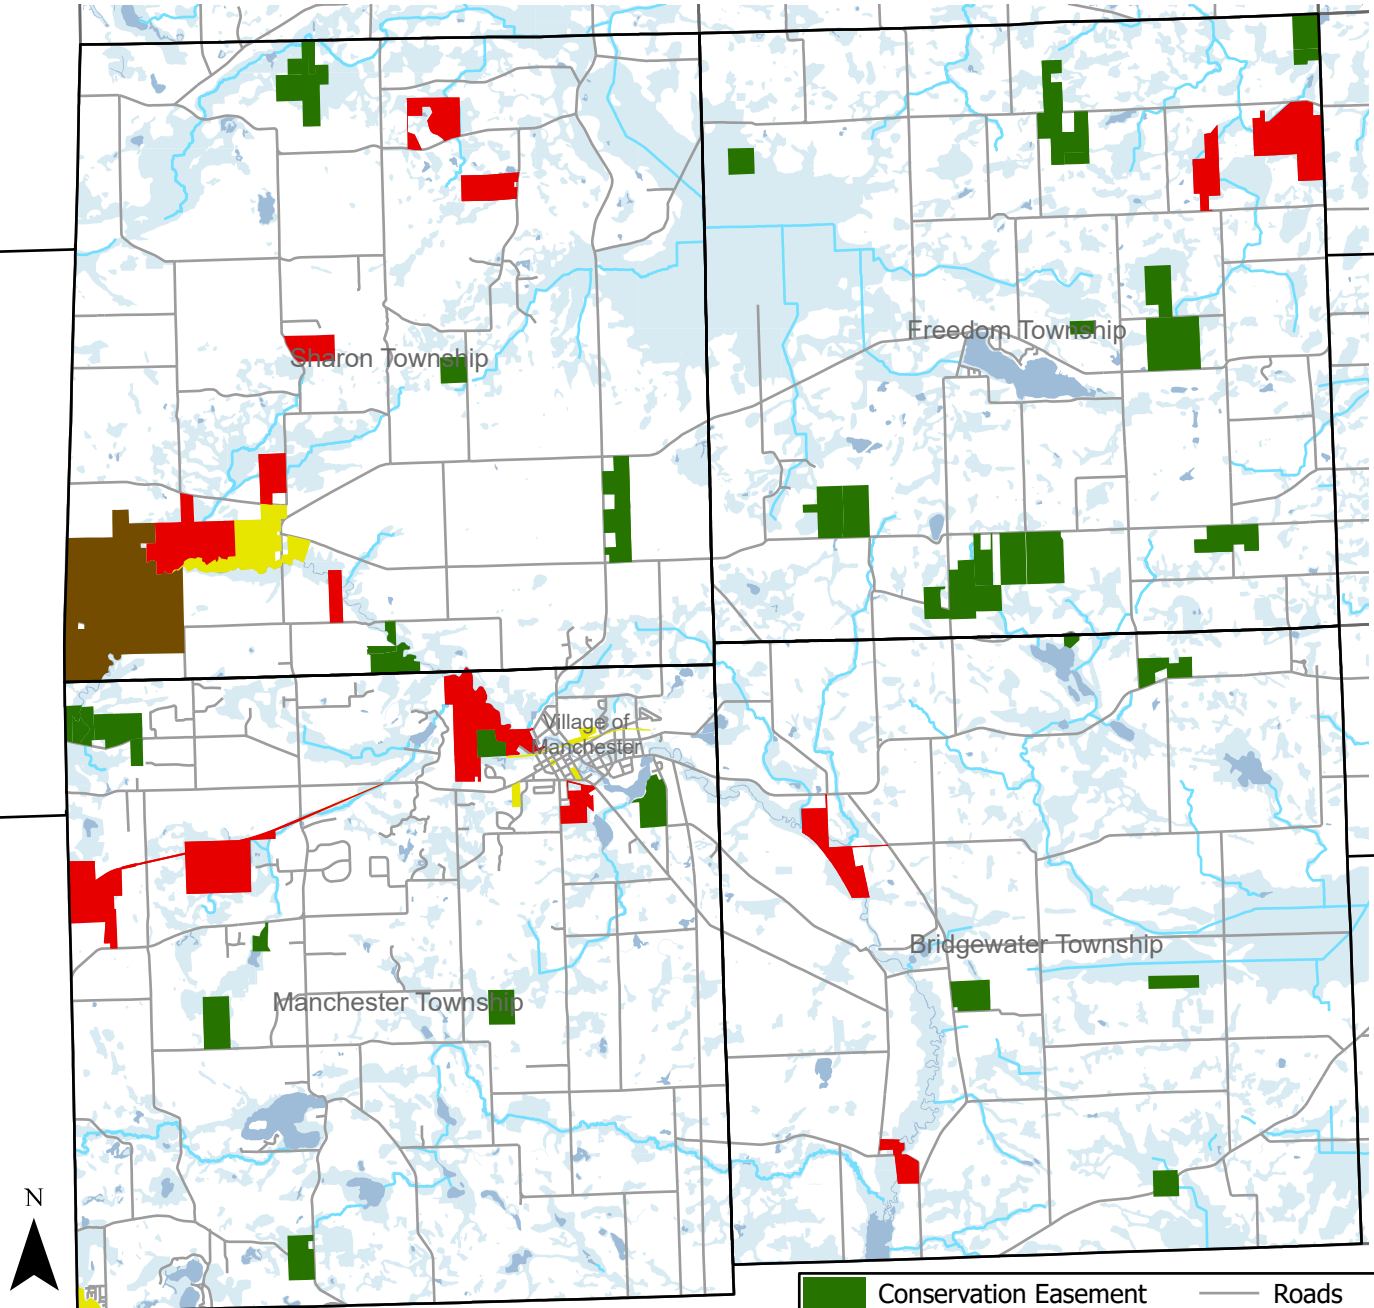 Freedom Township
Sharon Township
Village of
Manchester
Bridgewater Township
Manchester Township
N
Conservation Easement
Roads